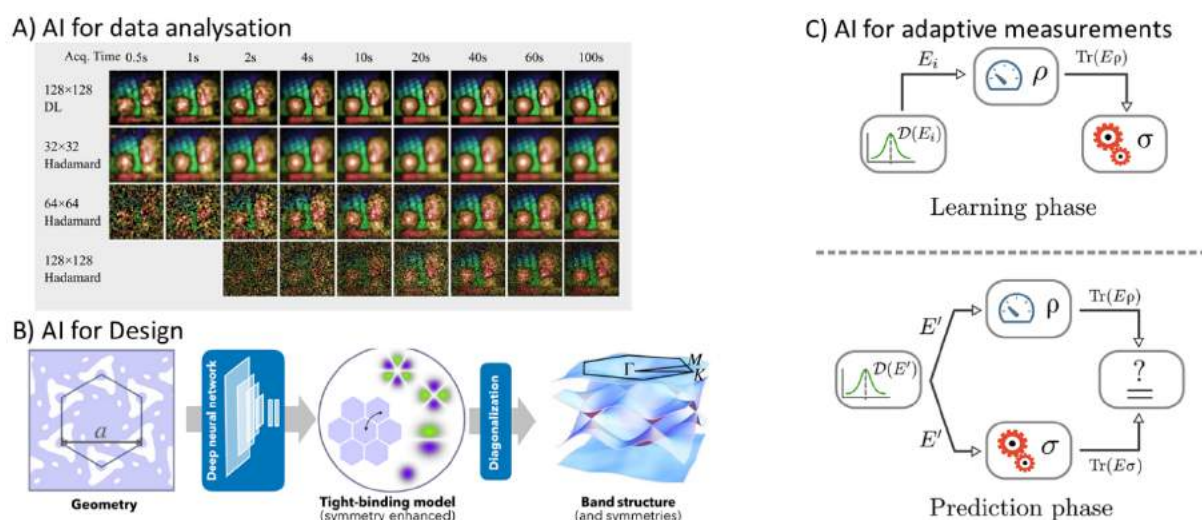 A) AI for data analysation
Acq. Time 0.5s 1s 2s 4s 10s 20s 40s 60s 100s
128×128
DL
32×32
Hadamard
64×64
Hadamard
128×128
Hadamard
B) AI for Design
a
Geometry
Deep neural network
Tight-binding model
(symmetry enhanced)
Diagonalization
Γ
M
K
Band structure
(and symmetries)
C) AI for adaptive measurements
E_i
ρ
Tr(Eρ)
𝒟(E_i)
σ
Learning phase
E′
ρ
Tr(Eρ)
𝒟(E′)
?
=
E′
σ
Tr(Eσ)
Prediction phase